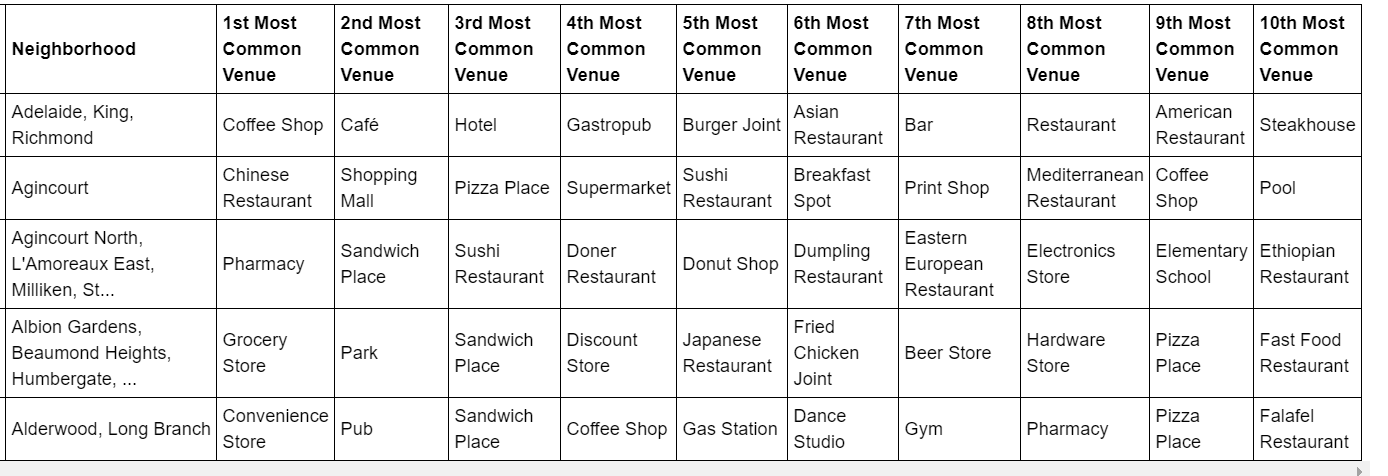 Neighborhood 1st Most Common Venue 2nd Most Common Venue 3rd Most Common Venue 4th Most Common Venue 5th Most Common Venue 6th Most Common Venue 7th Most Common Venue 8th Most Common Venue 9th Most Common Venue 10th Most Common Venue
Adelaide, King, Richmond Coffee Shop Café Hotel Gastropub Burger Joint Asian Restaurant Bar Restaurant American Restaurant Steakhouse
Agincourt Chinese Restaurant Shopping Mall Pizza Place Supermarket Sushi Restaurant Breakfast Spot Print Shop Mediterranean Restaurant Coffee Shop Pool
Agincourt North, L'Amoreaux East, Milliken, St... Pharmacy Sandwich Place Sushi Restaurant Doner Restaurant Donut Shop Dumpling Restaurant Eastern European Restaurant Electronics Store Elementary School Ethiopian Restaurant
Albion Gardens, Beaumond Heights, Humbergate, ... Grocery Store Park Sandwich Place Discount Store Japanese Restaurant Fried Chicken Joint Beer Store Hardware Store Pizza Place Fast Food Restaurant
Alderwood, Long Branch Convenience Store Pub Sandwich Place Coffee Shop Gas Station Dance Studio Gym Pharmacy Pizza Place Falafel Restaurant